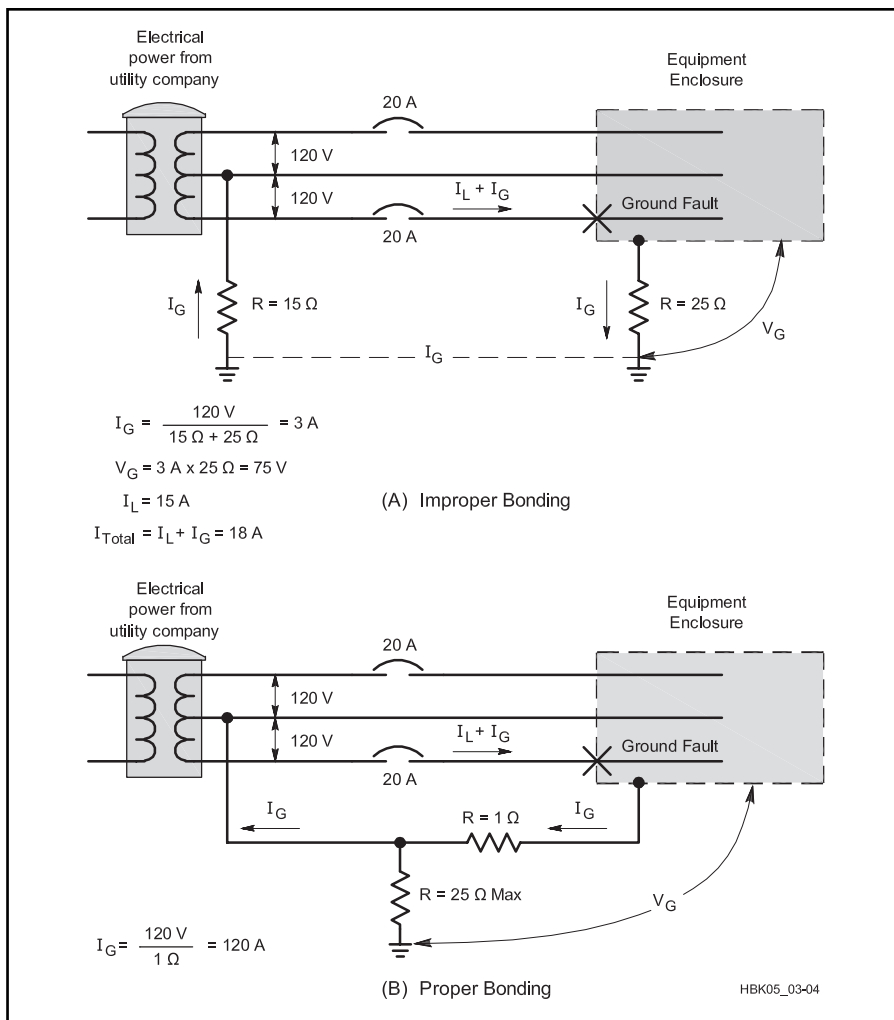 Electrical
power from
utility company
Equipment
Enclosure
20 A
120 V
120 V
I_L + I_G
Ground Fault
20 A
I_G
R = 15 Ω
I_G
R = 25 Ω
V_G
I_G
I_G = 120 V / 15 Ω + 25 Ω = 3 A
V_G = 3 A x 25 Ω = 75 V
I_L = 15 A
(A) Improper Bonding
I_Total = I_L + I_G = 18 A
Electrical
power from
utility company
Equipment
Enclosure
20 A
120 V
120 V
I_L + I_G
Ground Fault
20 A
I_G
R = 1 Ω
I_G
R = 25 Ω Max
V_G
I_G = 120 V / 1 Ω = 120 A
(B) Proper Bonding
HBK05_03-04